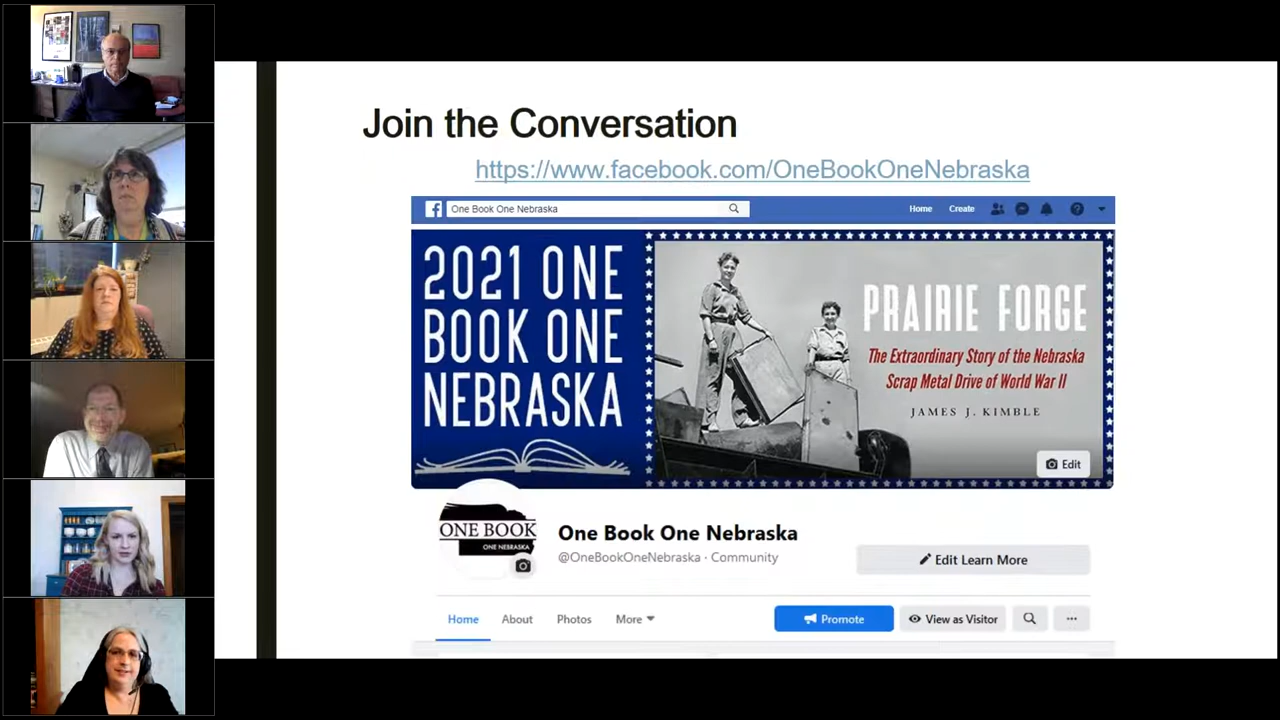 Join the Conversation
https://www.facebook.com/OneBookOneNebraska
One Book One Nebraska
Home Create
2021 ONE
BOOK ONE
NEBRASKA
PRAIRIE FORGE
The Extraordinary Story of the Nebraska
Scrap Metal Drive of World War II
JAMES J. KIMBLE
Edit
ONE BOOK
ONE NEBRASKA
One Book One Nebraska
@OneBookOneNebraska · Community
Edit Learn More
Home About Photos More
Promote View as Visitor